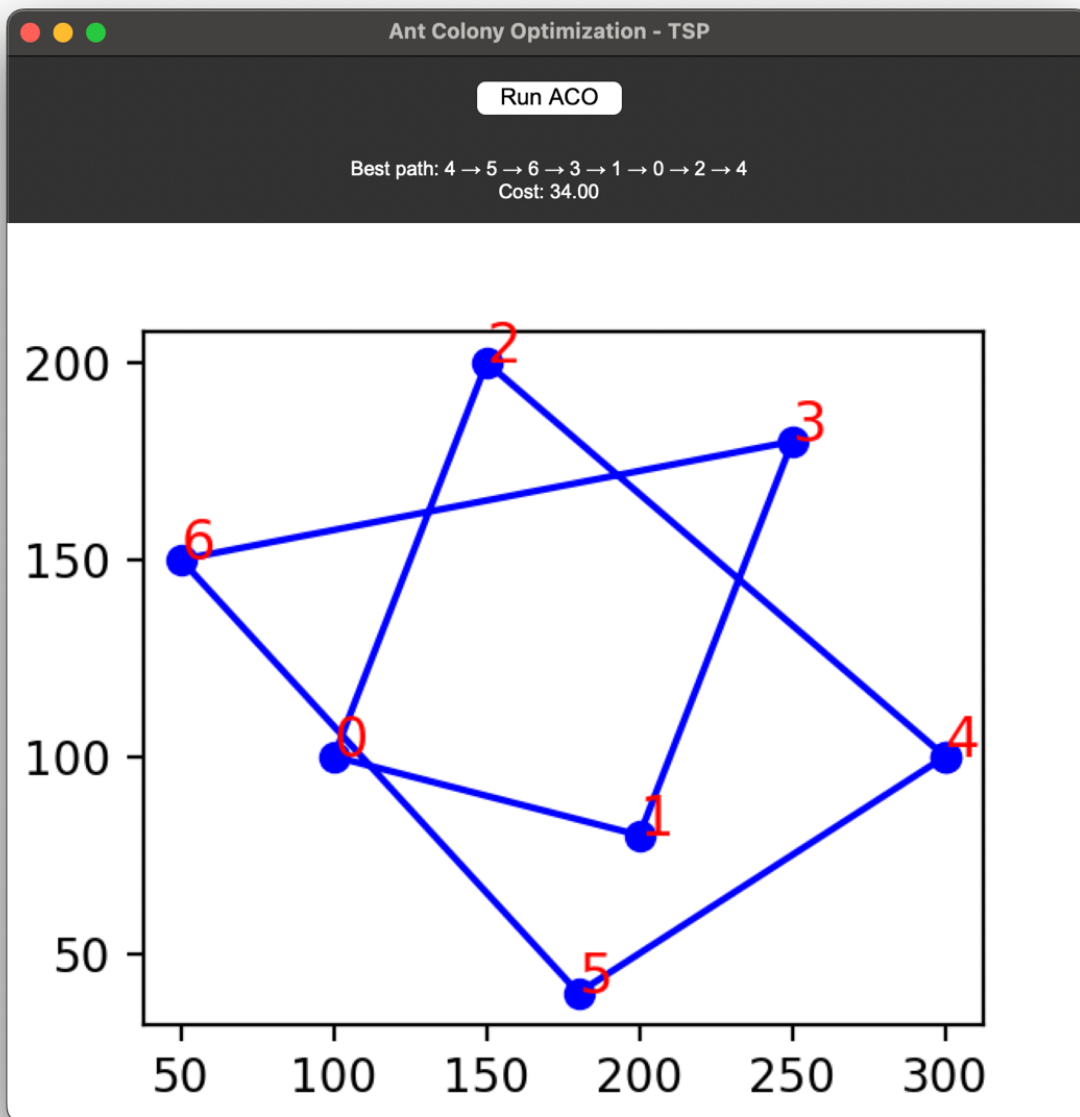 Ant Colony Optimization - TSP
Run ACO
Best path: 4 → 5 → 6 → 3 → 1 → 0 → 2 → 4
Cost: 34.00
2
200
3
6
150
0
4
100
1
5
50
50 100 150 200 250 300